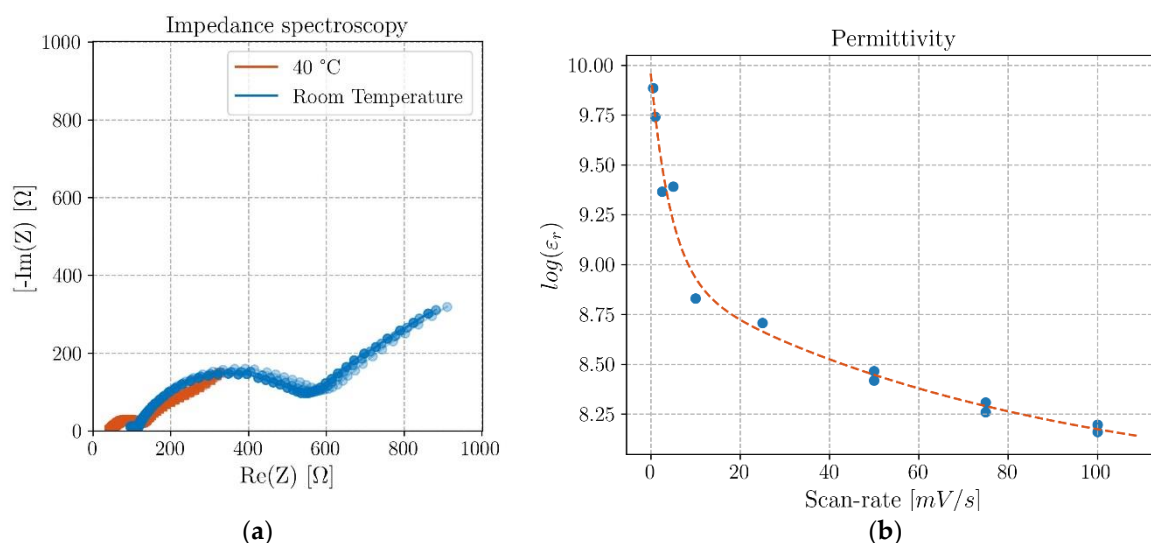 Impedance spectroscopy
1000
800
600
400
200
0
[-Im(Z) [Ω]
40 °C
Room Temperature
0 200 400 600 800 1000
Re(Z) [Ω]
(a)
Permittivity
10.00
9.75
9.50
9.25
9.00
8.75
8.50
8.25
log(ε_r)
0 20 40 60 80 100
Scan-rate [mV/s]
(b)